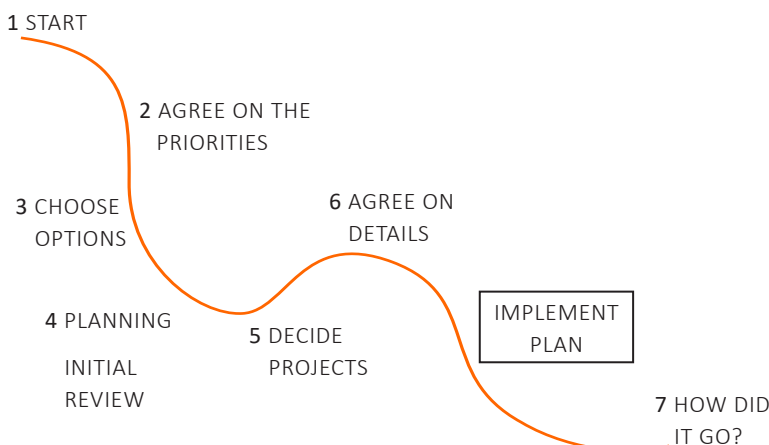 1 START
2 AGREE ON THE
PRIORITIES
3 CHOOSE
OPTIONS
4 PLANNING
INITIAL
REVIEW
5 DECIDE
PROJECTS
6 AGREE ON
DETAILS
IMPLEMENT
PLAN
7 HOW DID
IT GO?